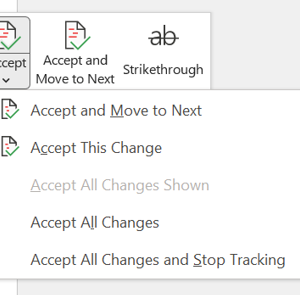 ccept
Accept and
Move to Next
Strikethrough
Accept and Move to Next
Accept This Change
Accept All Changes Shown
Accept All Changes
Accept All Changes and Stop Tracking